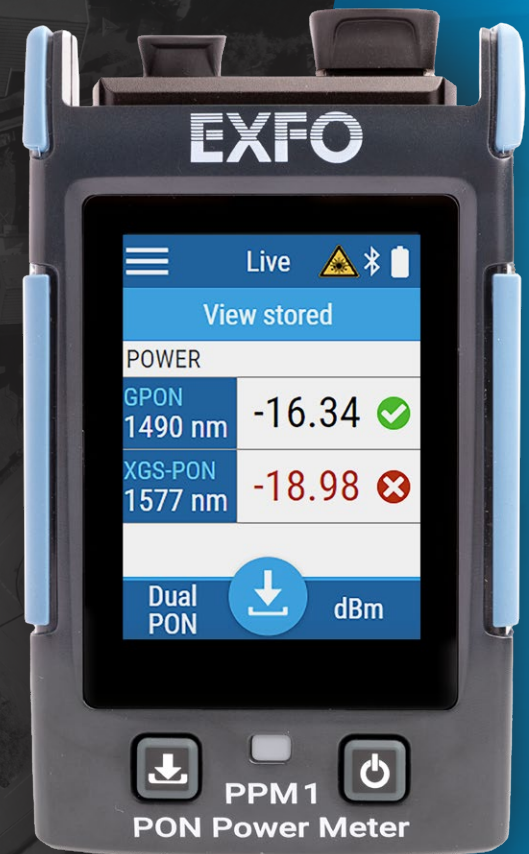 EXFO
Live
View stored
POWER
GPON
1490 nm
-16.34
XGS-PON
1577 nm
-18.98
Dual
PON
dBm
PPM1
PON Power Meter